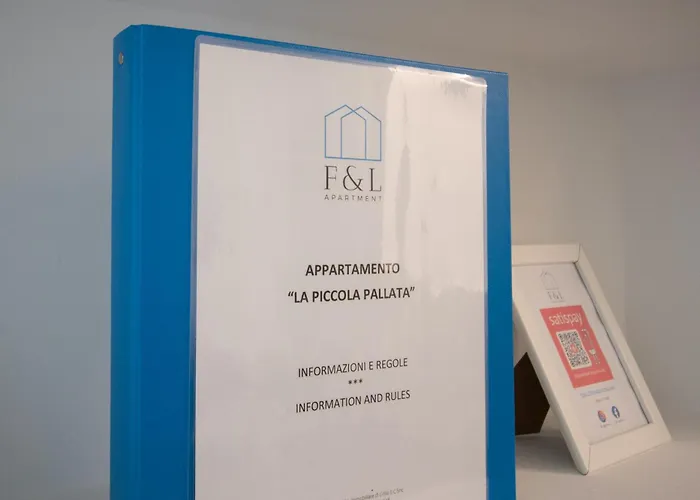 F&L
APARTMENT
APPARTAMENTO
“LA PICCOLA PALLATA”
INFORMAZIONI E REGOLE
***
INFORMATION AND RULES
F&L
satispay